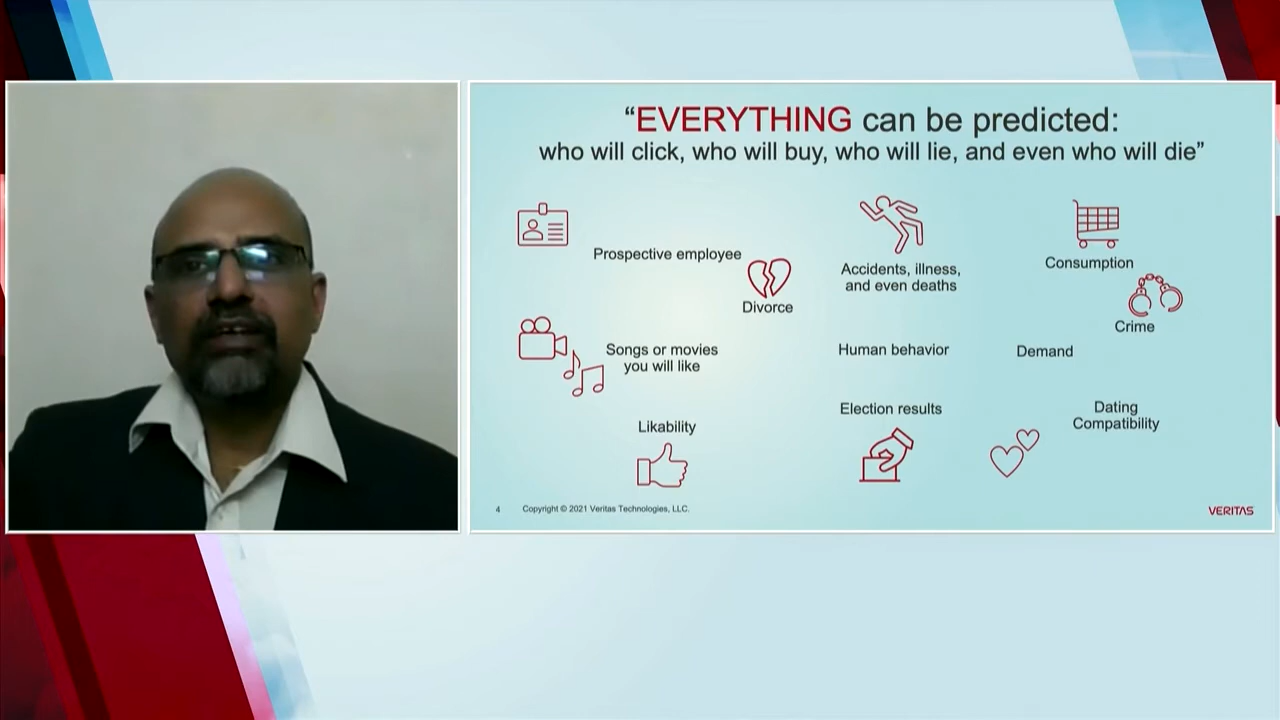 “EVERYTHING can be predicted:
who will click, who will buy, who will lie, and even who will die”
Prospective employee
Divorce
Accidents, illness,
and even deaths
Consumption
Crime
Songs or movies
you will like
Human behavior
Demand
Likability
Election results
Dating
Compatibility
4
Copyright © 2021 Veritas Technologies, LLC.
VERITAS